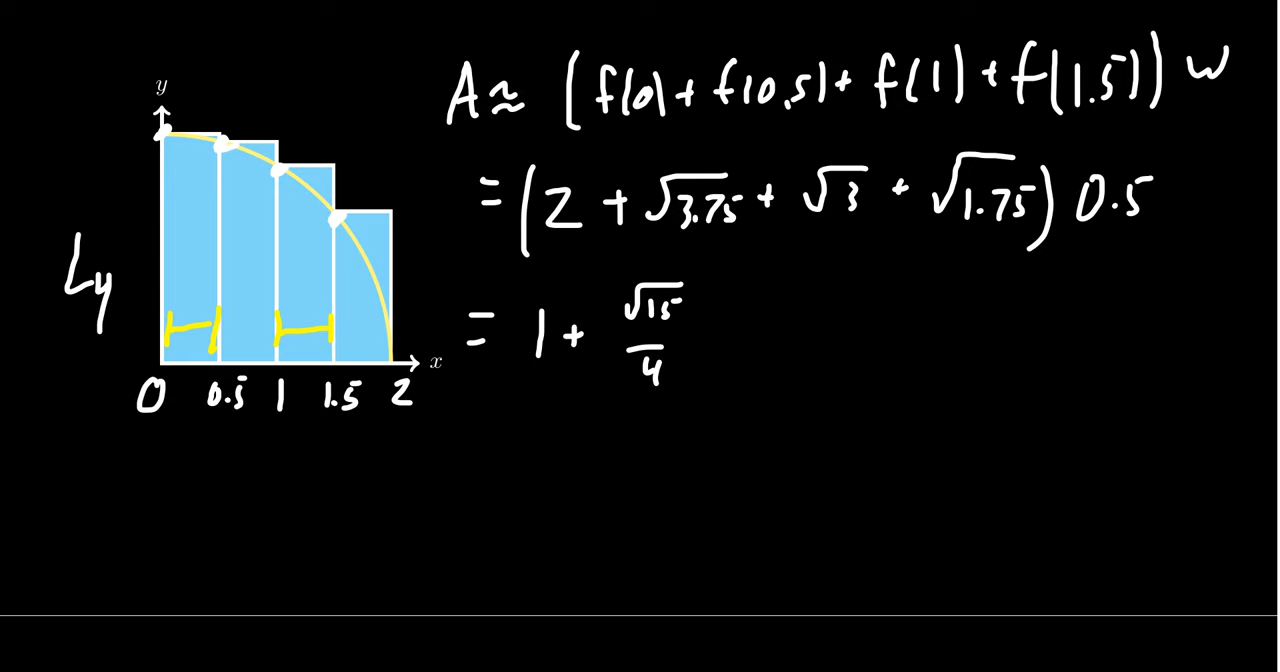 y
A ≈ (f(0) + f(0.5) + f(1) + f(1.5)) w
= (2 + √3.75 + √3 + √1.75) 0.5
L4
= 1 + √15/4
x
0 0.5 1 1.5 2